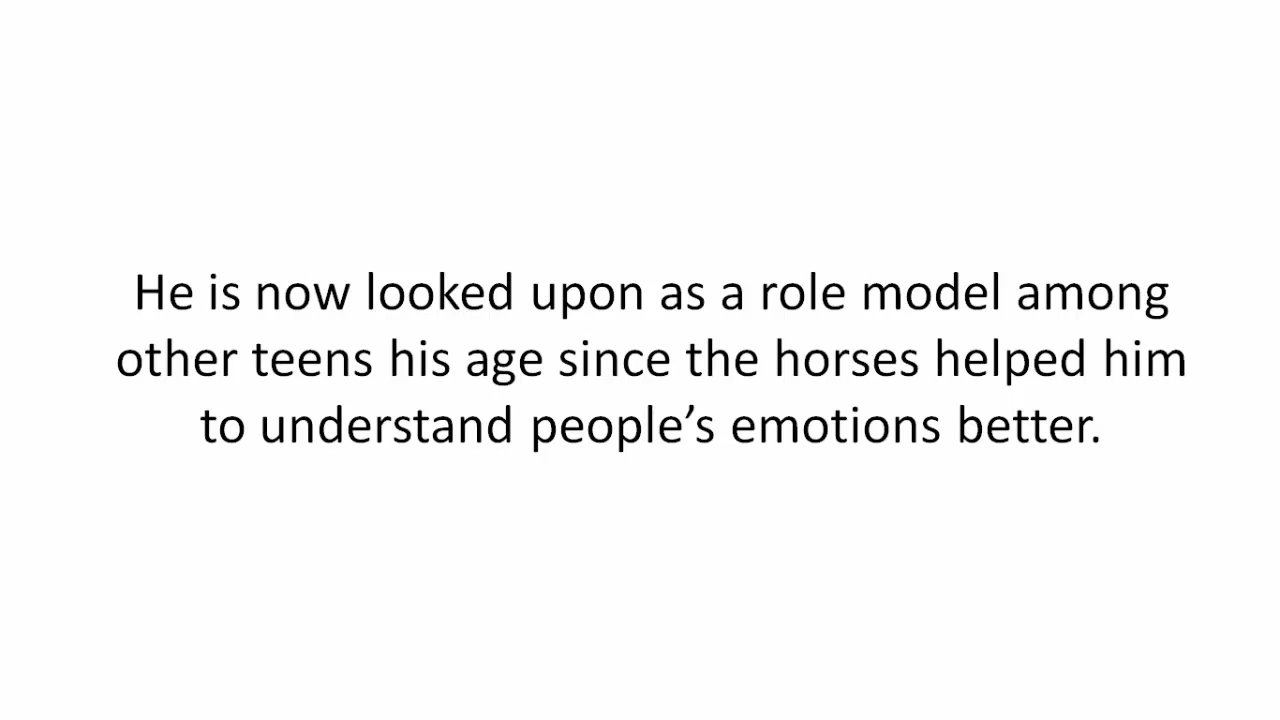 He is now looked upon as a role model among
other teens his age since the horses helped him
to understand people’s emotions better.